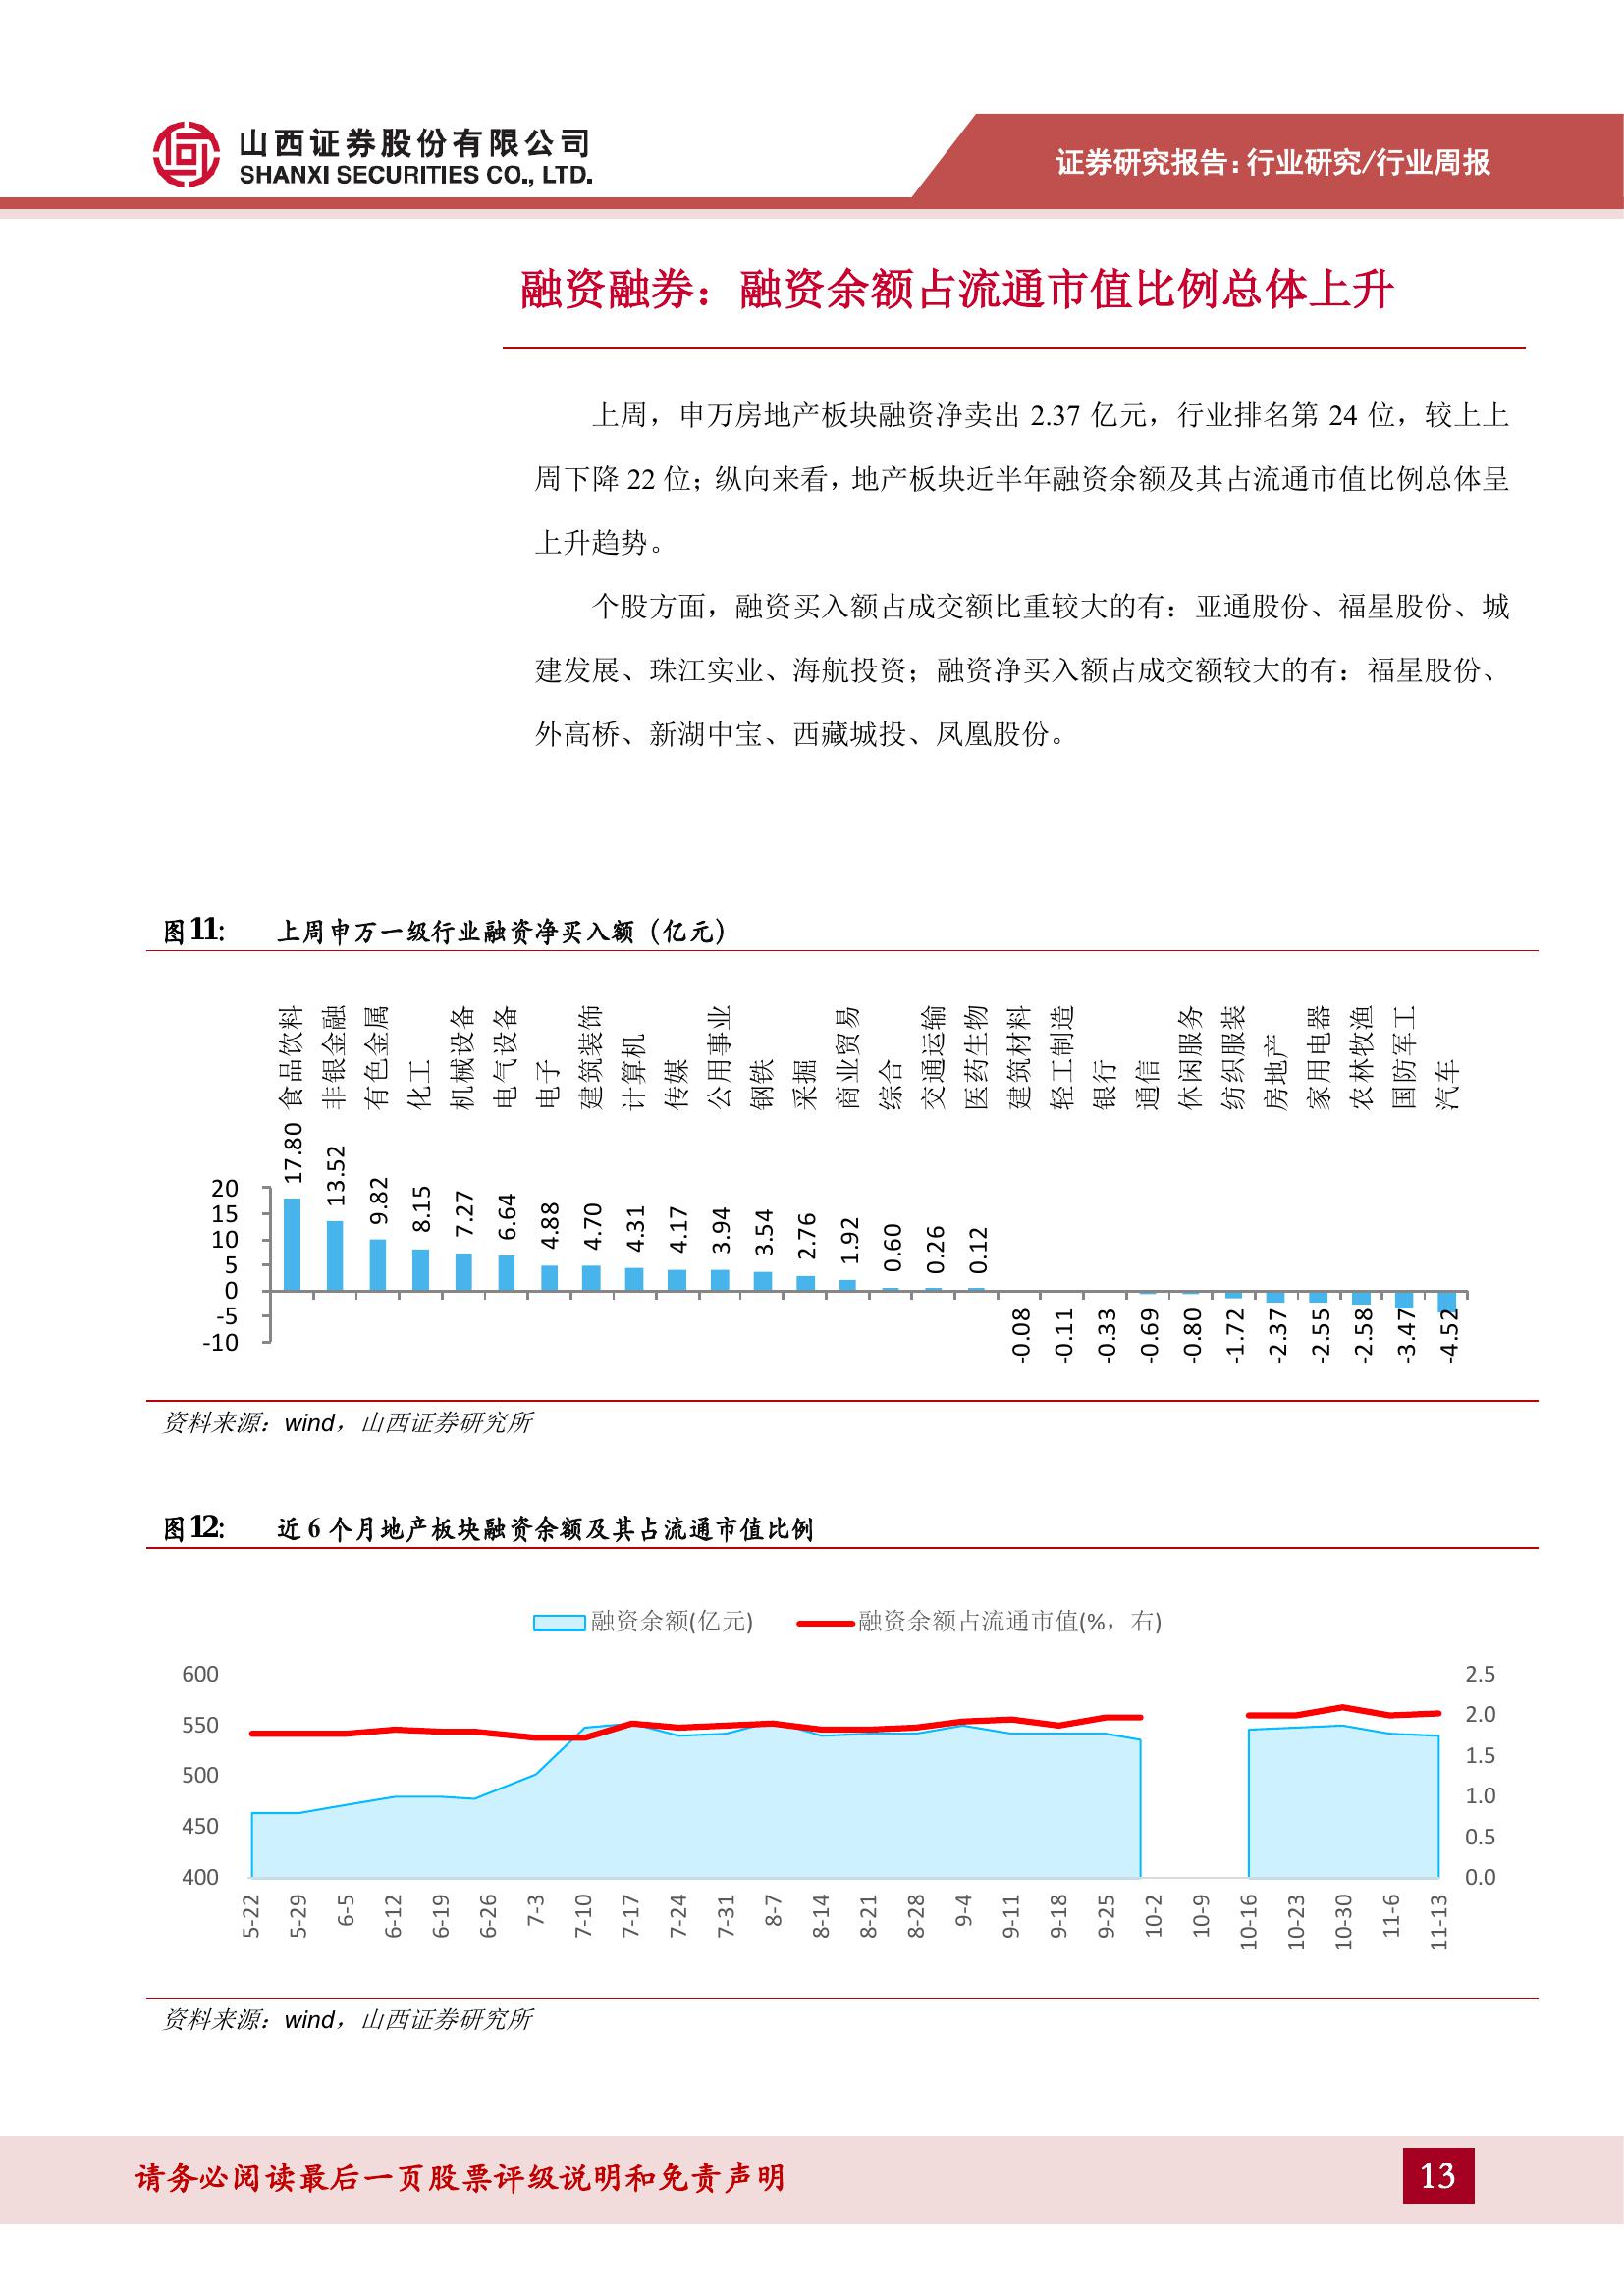 山西证券股份有限公司
SHANXI SECURITIES CO., LTD.
证券研究报告:行业研究/行业周报
融资融券：融资余额占流通市值比例总体上升
上周，申万房地产板块融资净卖出 2.37 亿元，行业排名第 24 位，较上上
周下降 22 位；纵向来看，地产板块近半年融资余额及其占流通市值比例总体呈
上升趋势。
个股方面，融资买入额占成交额比重较大的有：亚通股份、福星股份、城
建发展、珠江实业、海航投资；融资净买入额占成交额较大的有：福星股份、
外高桥、新湖中宝、西藏城投、凤凰股份。
图11: 上周申万一级行业融资净买入额（亿元）
食品饮料 非银金融 有色金属 化工 机械设备 电气设备 电子 建筑装饰 计算机 传媒 公用事业 钢铁 采掘 商业贸易 综合 交通运输 医药生物 建筑材料 轻工制造 银行 通信 休闲服务 纺织服装 房地产 家用电器 农林牧渔 国防军工 汽车
17.80 13.52 9.82 8.15 7.27 6.64 4.88 4.70 4.31 4.17 3.94 3.54 2.76 1.92 0.60 0.26 0.12 -0.08 -0.11 -0.33 -0.69 -0.80 -1.72 -2.37 -2.55 -2.58 -3.47 -4.52
20
15
10
5
0
-5
-10
资料来源：wind，山西证券研究所
图12: 近 6 个月地产板块融资余额及其占流通市值比例
融资余额(亿元) 融资余额占流通市值(%，右)
600
550
500
450
400
2.5
2.0
1.5
1.0
0.5
0.0
5-22 5-29 6-5 6-12 6-19 6-26 7-3 7-10 7-17 7-24 7-31 8-7 8-14 8-21 8-28 9-4 9-11 9-18 9-25 10-2 10-9 10-16 10-23 10-30 11-6 11-13
资料来源：wind，山西证券研究所
请务必阅读最后一页股票评级说明和免责声明
13